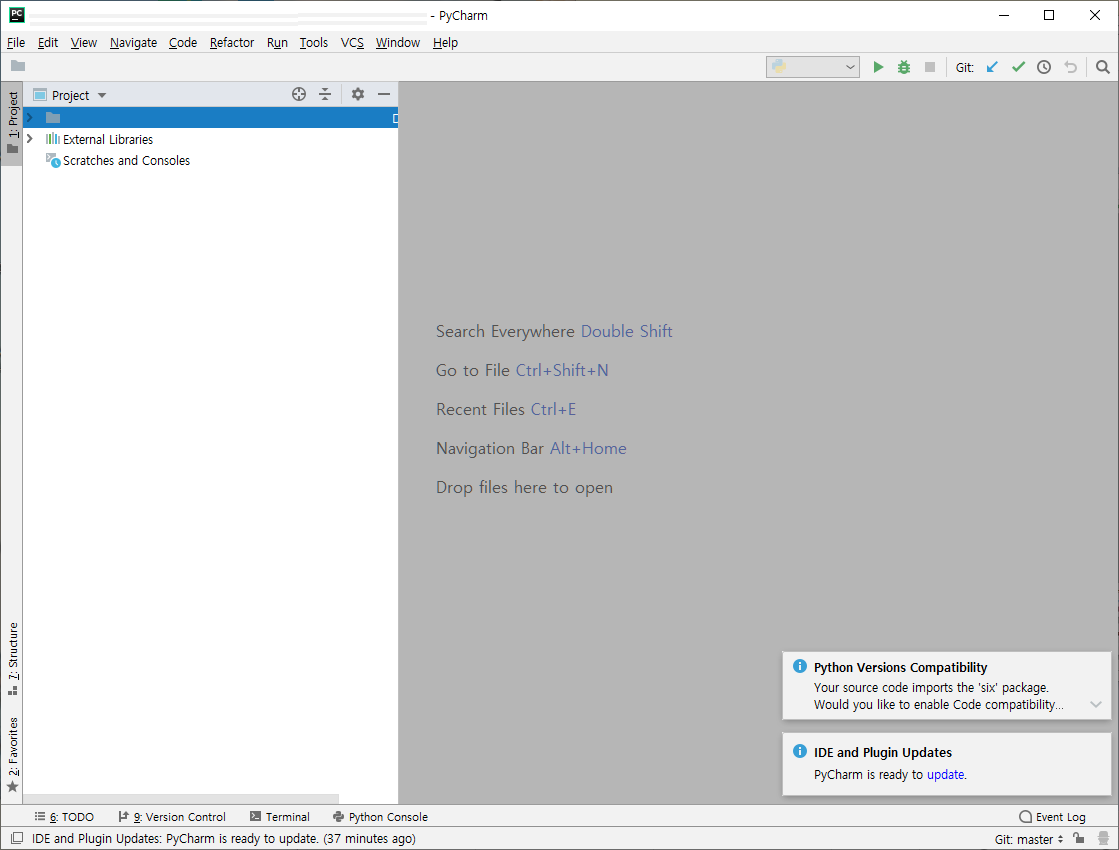 PC - PyCharm
File Edit View Navigate Code Refactor Run Tools VCS Window Help
Git:
1: Project
Project
External Libraries
Scratches and Consoles
Search Everywhere Double Shift
Go to File Ctrl+Shift+N
Recent Files Ctrl+E
Navigation Bar Alt+Home
Drop files here to open
7: Structure
2: Favorites
Python Versions Compatibility
Your source code imports the 'six' package.
Would you like to enable Code compatibility...
IDE and Plugin Updates
PyCharm is ready to update.
6: TODO 9: Version Control Terminal Python Console Event Log
IDE and Plugin Updates: PyCharm is ready to update. (37 minutes ago) Git: master